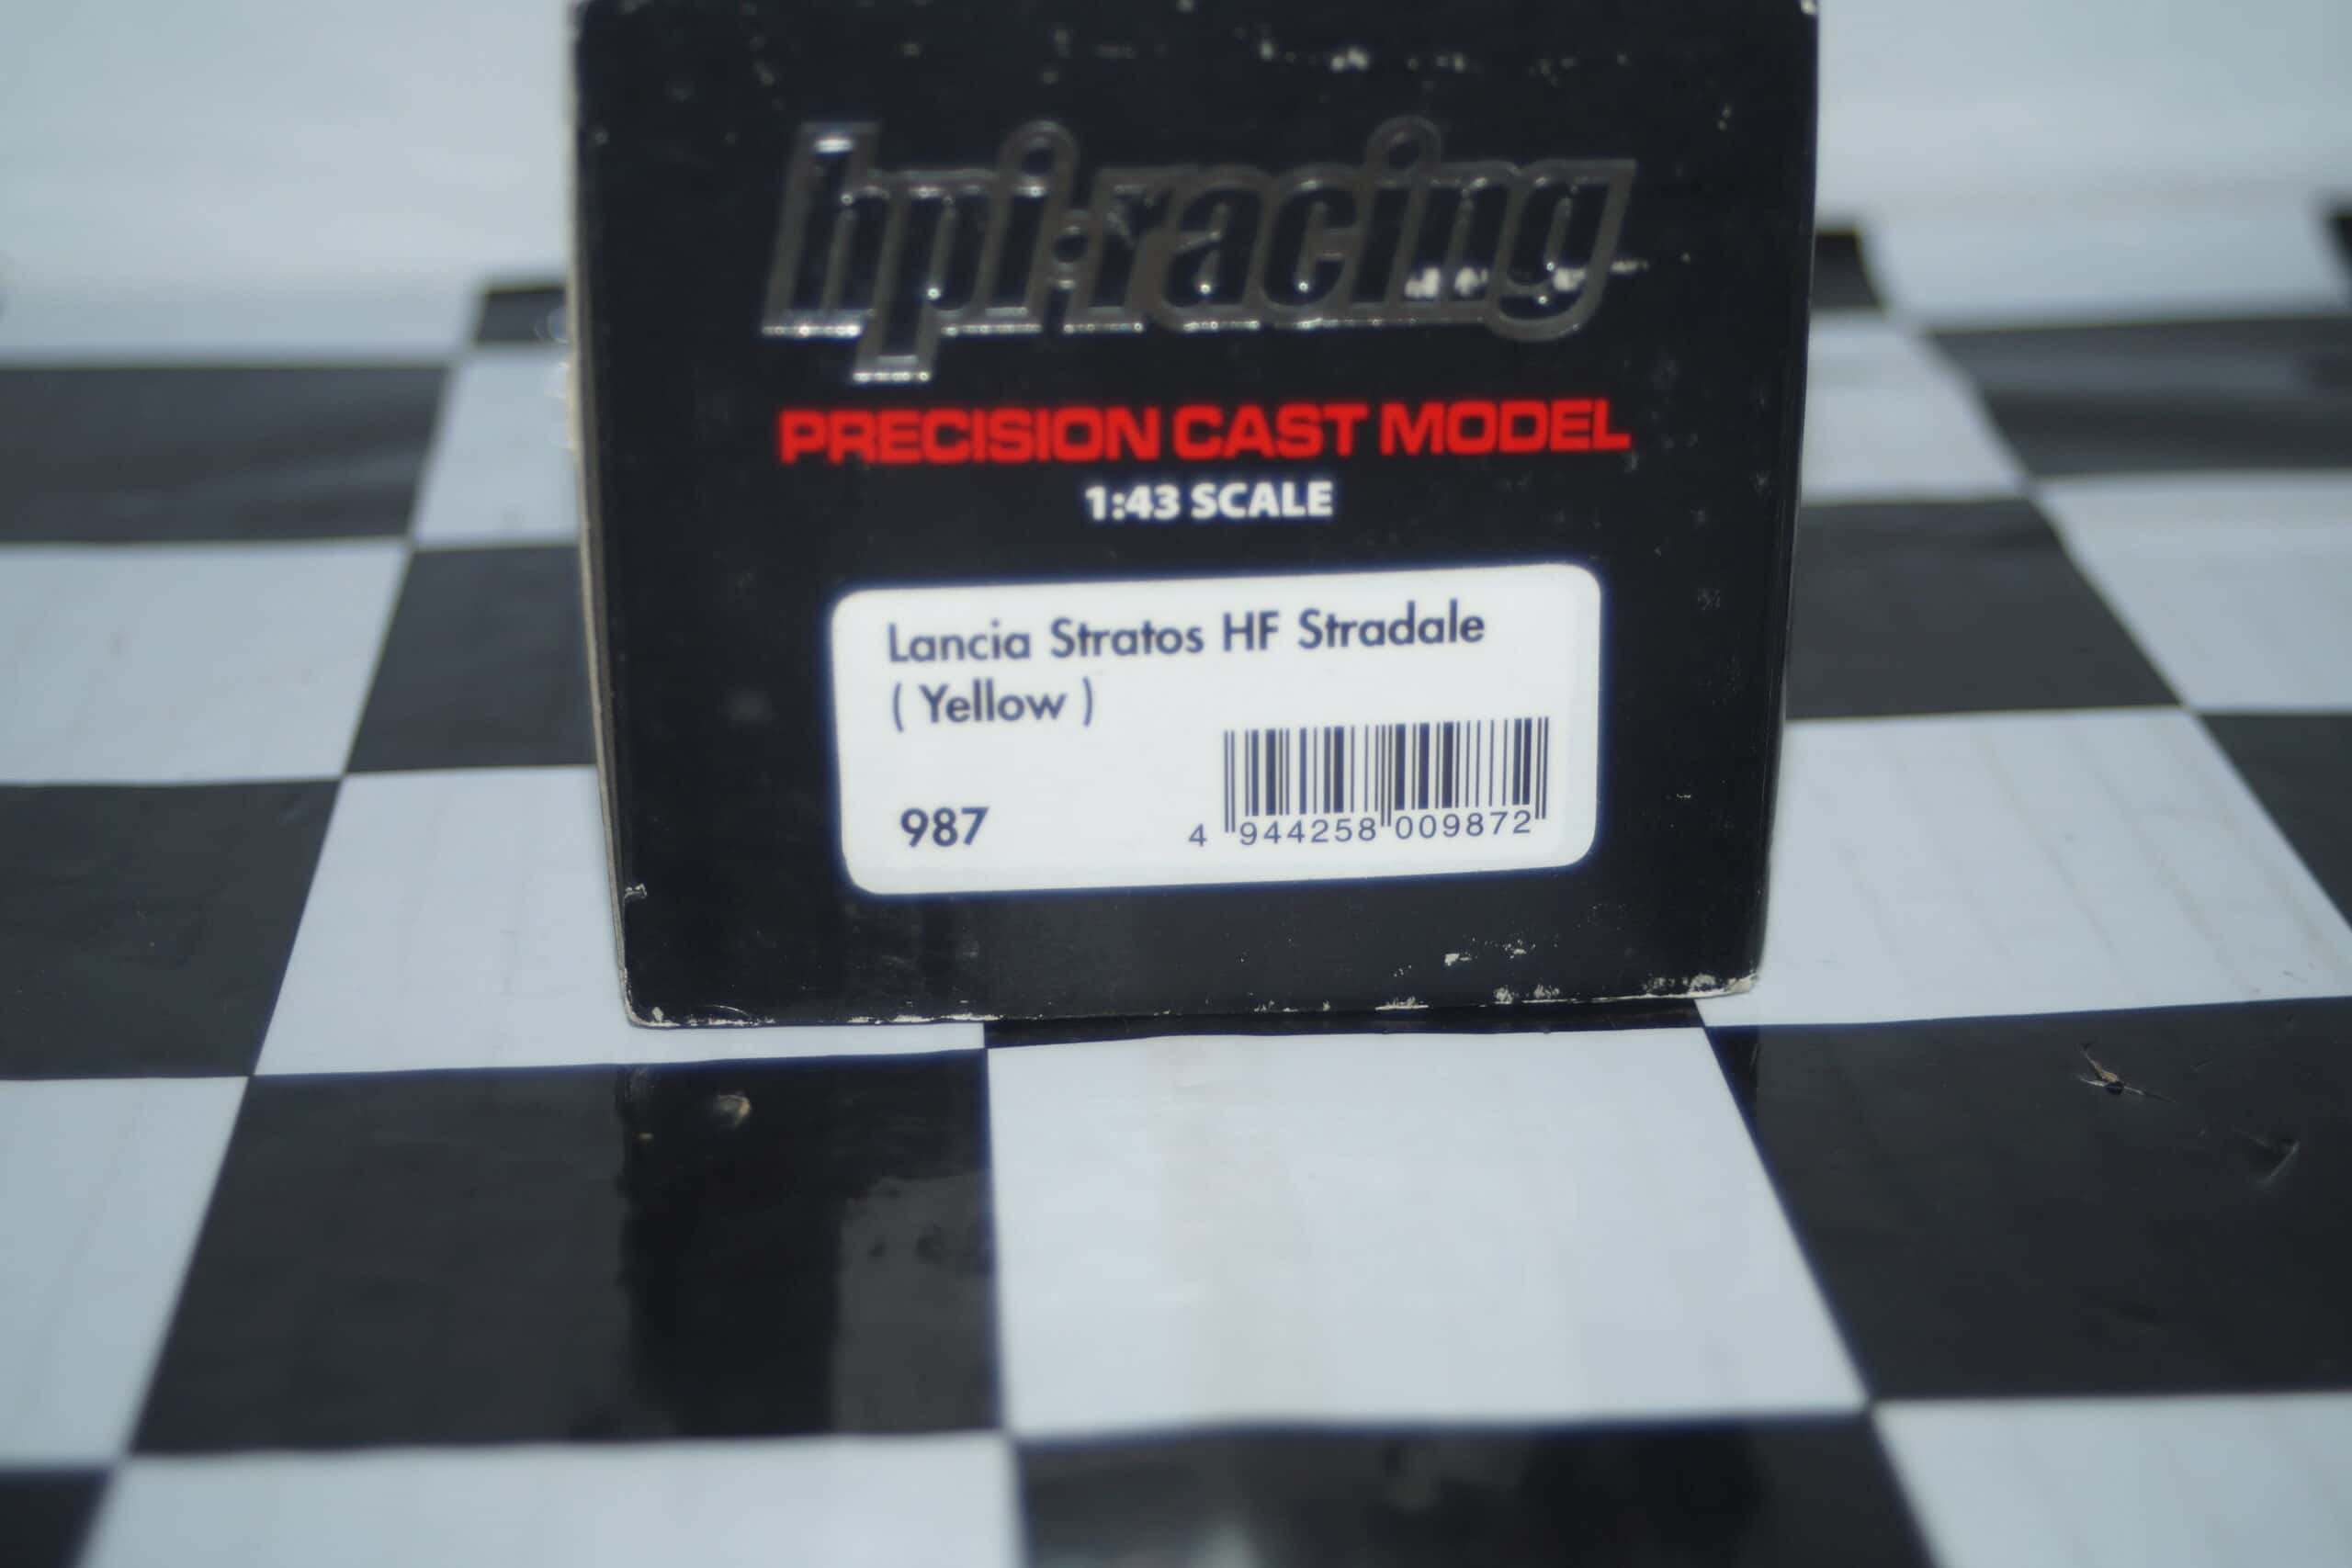 hpi·racing
PRECISION CAST MODEL
1:43 SCALE
Lancia Stratos HF Stradale
( Yellow )
987
4 944258 009872